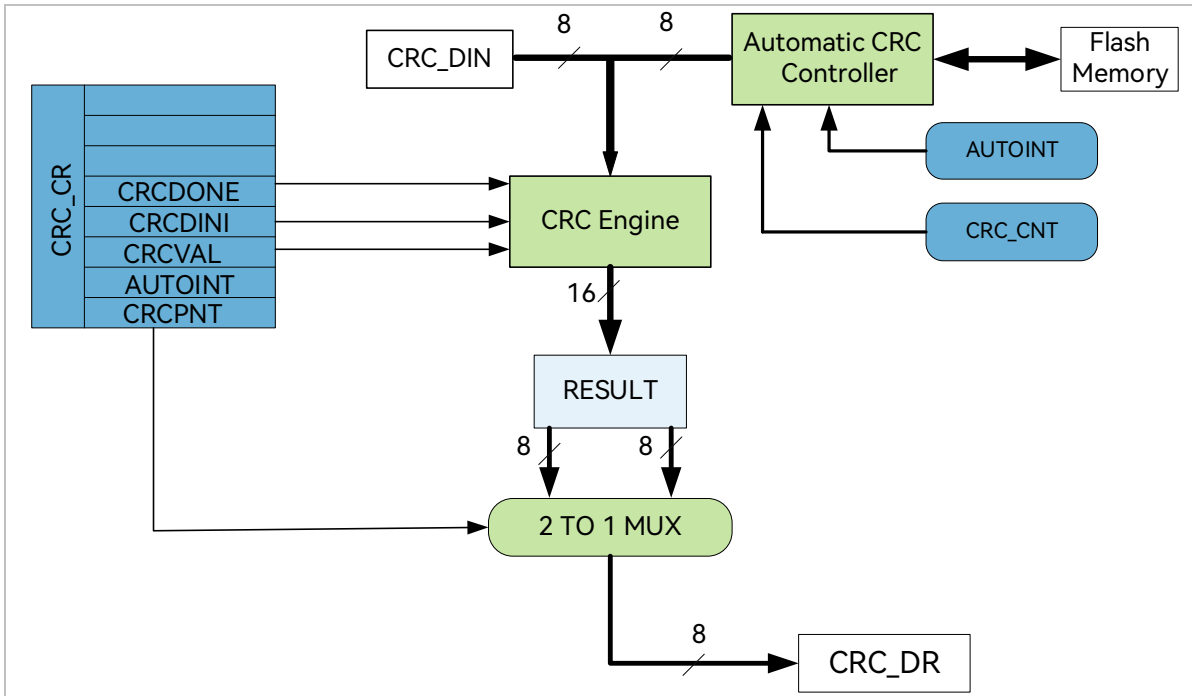 8
8
CRC_DIN
Automatic CRC
Controller
Flash
Memory
AUTOINT
CRC_CNT
CRC_CR
CRCDONE
CRCDINI
CRCVAL
AUTOINT
CRCPNT
CRC Engine
16
RESULT
8
8
2 TO 1 MUX
8
CRC_DR